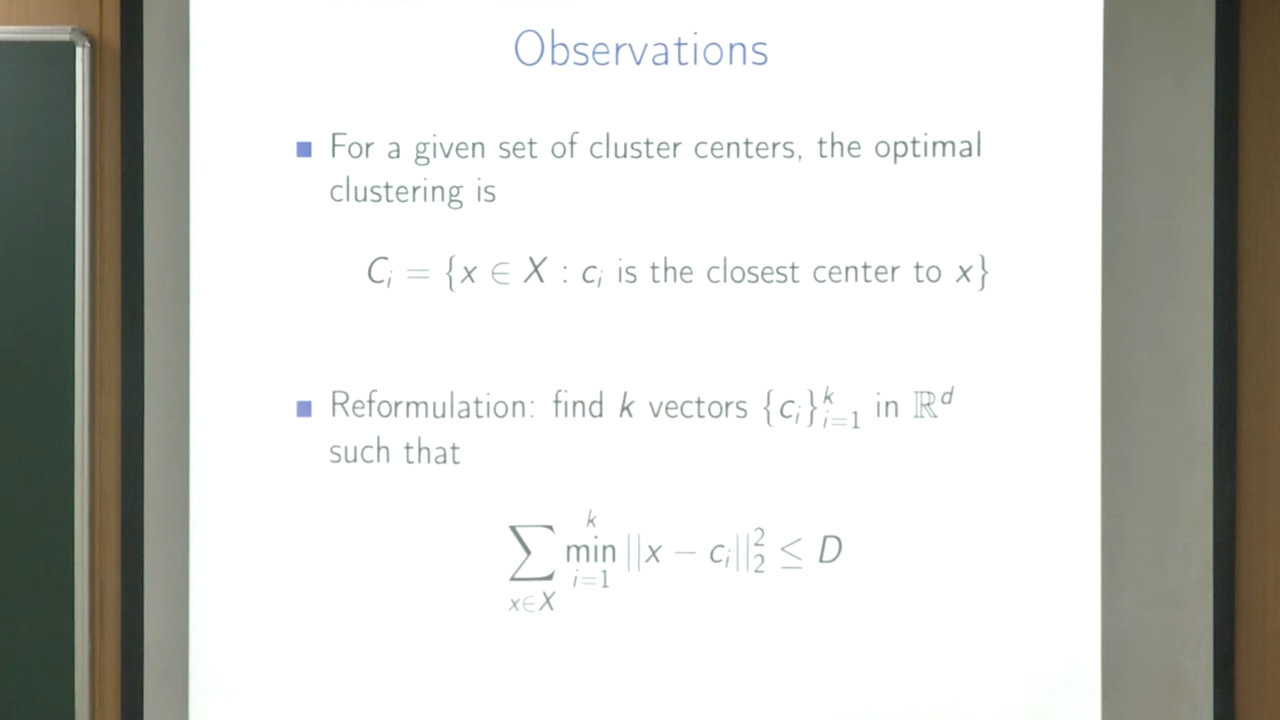 Observations
For a given set of cluster centers, the optimal
clustering is
C_i = {x ∈ X : c_i is the closest center to x}
Reformulation: find k vectors {c_i}_{i=1}^k in ℝ^d
such that
∑_{x∈X} min_{i=1}^k ||x − c_i||_2^2 ≤ D